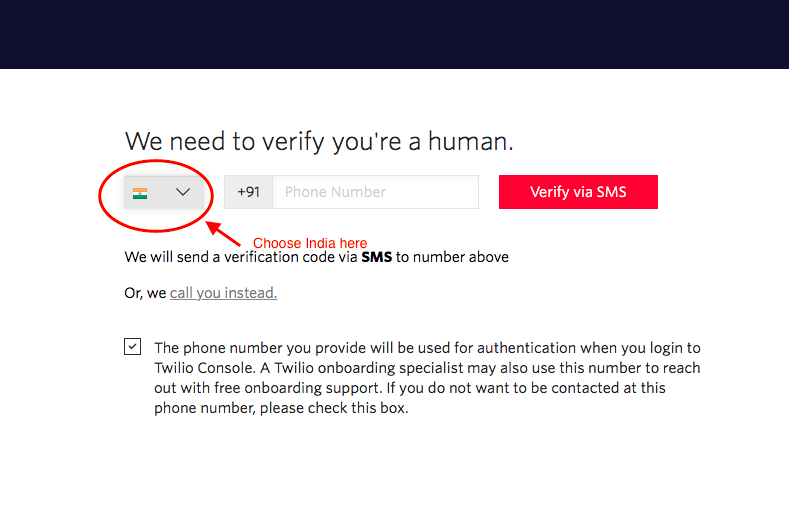 We need to verify you're a human.
+91 Phone Number Verify via SMS
Choose India here
We will send a verification code via SMS to number above
Or, we call you instead.
The phone number you provide will be used for authentication when you login to
Twilio Console. A Twilio onboarding specialist may also use this number to reach
out with free onboarding support. If you do not want to be contacted at this
phone number, please check this box.